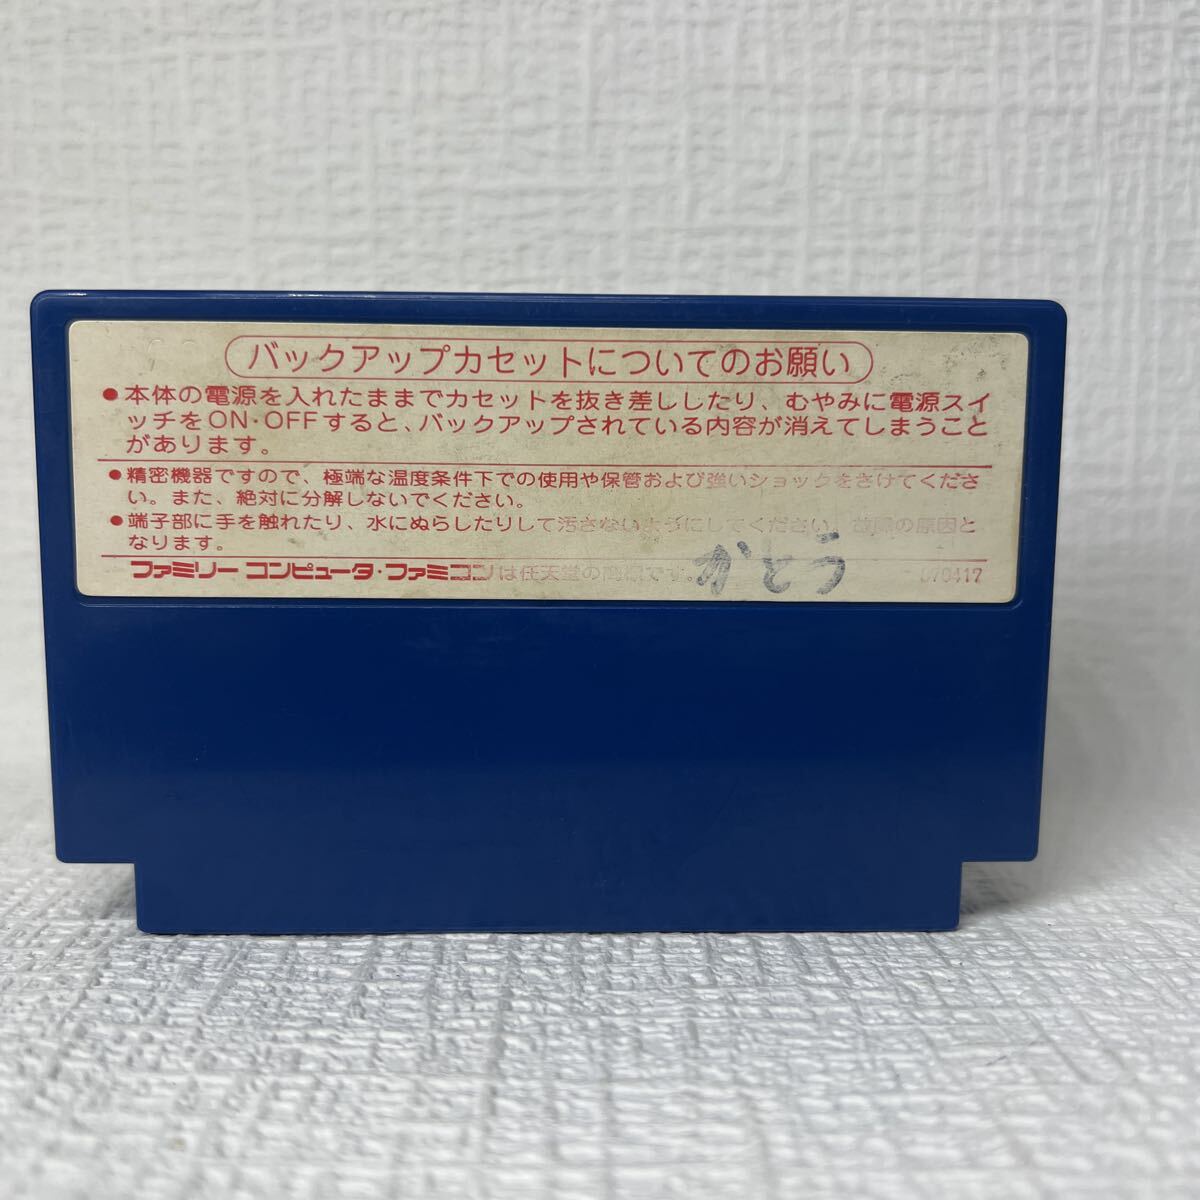 バックアップカセットについてのお願い
●本体の電源を入れたままでカセットを抜き差ししたり、むやみに電源スイ
ッチをON・OFFすると、バックアップされている内容が消えてしまうこと
があります。
●精密機器ですので、極端な温度条件下での使用や保管および強いショックをさけてくださ
い。また、絶対に分解しないでください。
●端子部に手を触れたり、水にぬらしたりして汚さないようにしてください。故障の原因と
なります。
ファミリーコンピュータ・ファミコンは任天堂の商標です。 かとう 070417